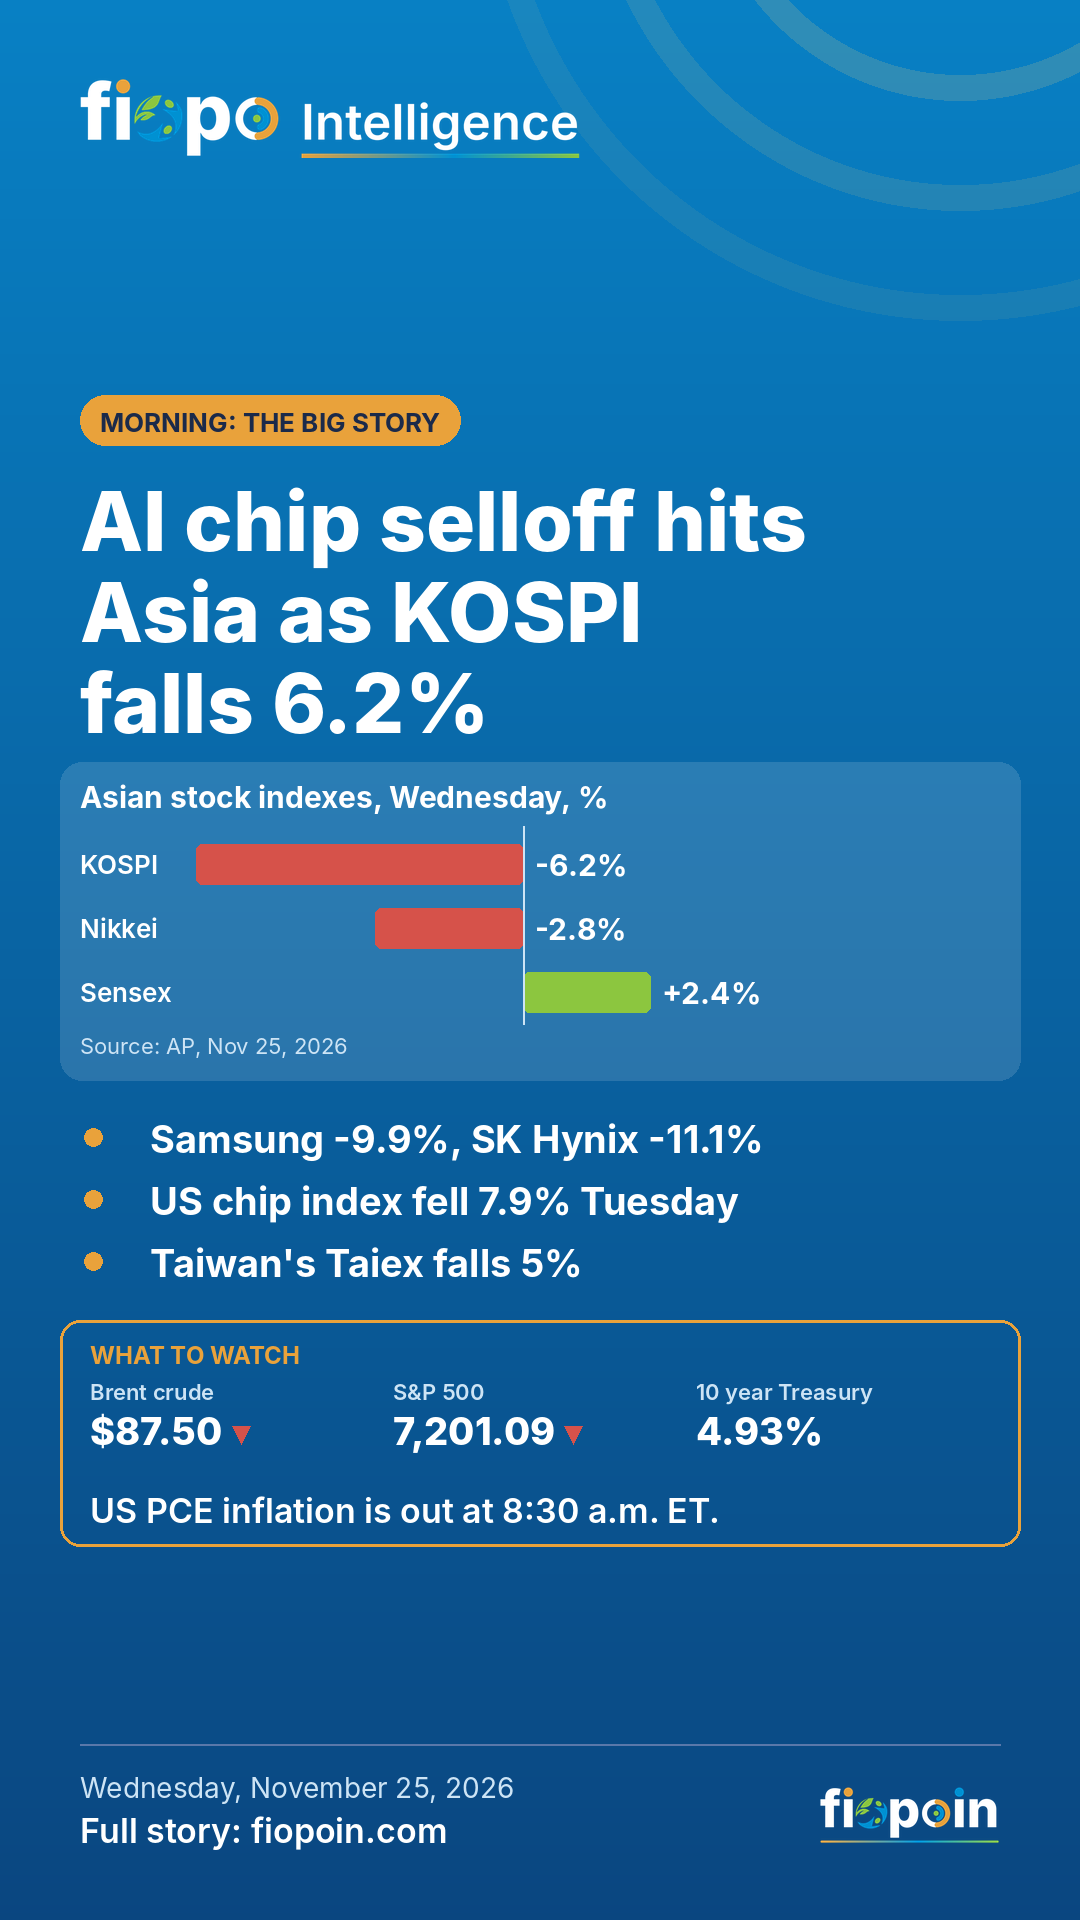 fiopo Intelligence
MORNING: THE BIG STORY
AI chip selloff hits
Asia as KOSPI
falls 6.2%
Asian stock indexes, Wednesday, %
KOSPI -6.2%
Nikkei -2.8%
Sensex +2.4%
Source: AP, Nov 25, 2026
Samsung -9.9%, SK Hynix -11.1%
US chip index fell 7.9% Tuesday
Taiwan's Taiex falls 5%
WHAT TO WATCH
Brent crude S&P 500 10 year Treasury
$87.50 ▼ 7,201.09 ▼ 4.93%
US PCE inflation is out at 8:30 a.m. ET.
Wednesday, November 25, 2026
Full story: fiopoin.com
fiopoin